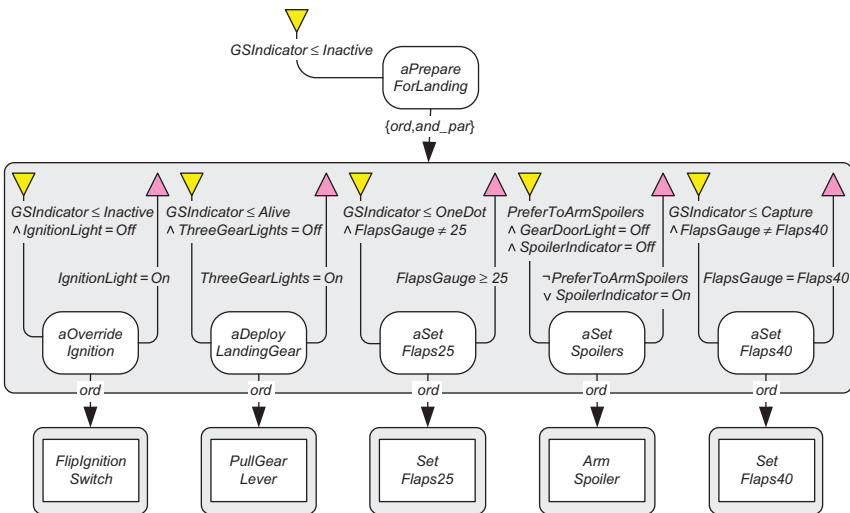 GSIndicator ≤ Inactive
aPrepare
ForLanding
{ord,and_par}
GSIndicator ≤ Inactive
∧ IgnitionLight = Off
IgnitionLight = On
aOverride
Ignition
GSIndicator ≤ Alive
∧ ThreeGearLights = Off
ThreeGearLights = On
aDeploy
LandingGear
GSIndicator ≤ OneDot
∧ FlapsGauge ≠ 25
FlapsGauge ≥ 25
aSet
Flaps25
PreferToArmSpoilers
∧ GearDoorLight = Off
∧ SpoilerIndicator = Off
¬PreferToArmSpoilers
∨ SpoilerIndicator = On
aSet
Spoilers
GSIndicator ≤ Capture
∧ FlapsGauge ≠ Flaps40
FlapsGauge = Flaps40
aSet
Flaps40
ord
ord
ord
ord
ord
FlipIgnition
Switch
PullGear
Lever
Set
Flaps25
Arm
Spoiler
Set
Flaps40